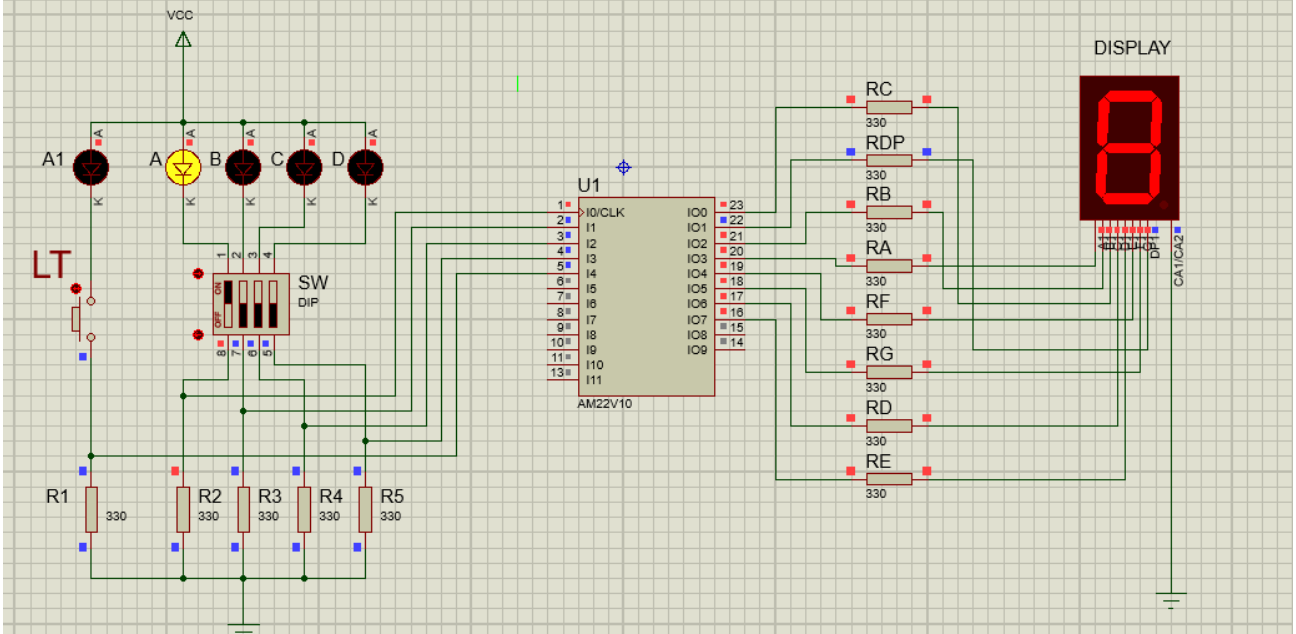 VCC
DISPLAY
A1
A
B
C
D
A
A
A
A
K
K
K
K
K
LT
1
2
3
4
ON
OFF
SW
DIP
8
7
6
5
R1
330
R2
330
R3
330
R4
330
R5
330
U1
1
I0/CLK
2
I1
3
I2
4
I3
5
I4
6
I5
7
I6
8
I7
9
I8
10
I9
11
I10
13
I11
IO0
23
IO1
22
IO2
21
IO3
20
IO4
19
IO5
18
IO6
17
IO7
16
IO8
15
IO9
14
AM22V10
RC
330
RDP
330
RB
330
RA
330
RF
330
RG
330
RD
330
RE
330
8
DP1
CA1/CA2